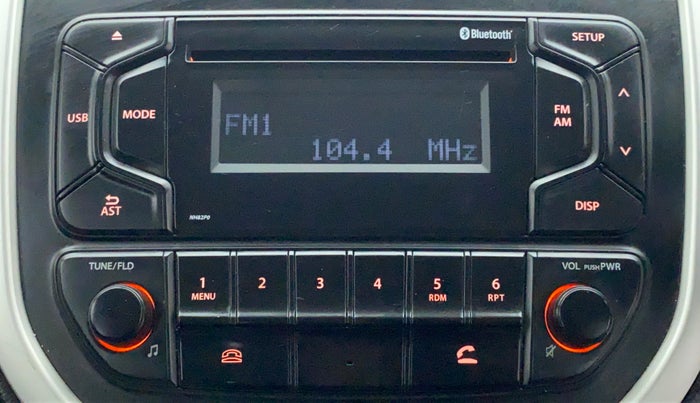 Bluetooth
SETUP
USB
MODE
FM1
104.4 MHz
FM
AM
AST
NH82P0
DISP
TUNE/FLD
VOL PUSH PWR
1
MENU
2
3
4
5
RDM
6
RPT